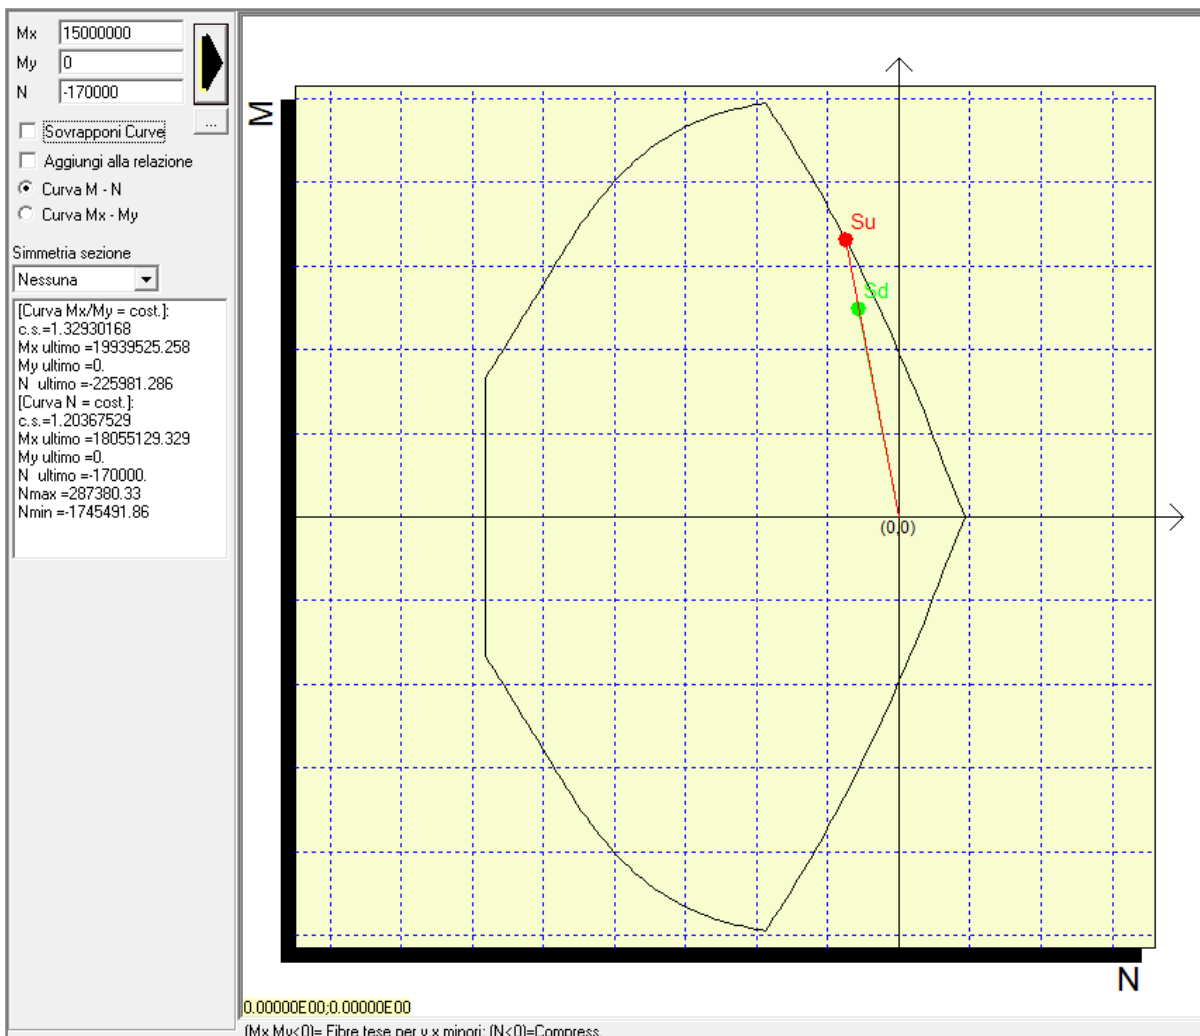 Mx 15000000
My 0
N -170000
...
Sovrapponi Curve
Aggiungi alla relazione
Curva M - N
Curva Mx - My
Simmetria sezione
Nessuna
[Curva Mx/My = cost.]:
c.s.=1.32930168
Mx ultimo =19939525.258
My ultimo =0.
N ultimo =-225981.286
[Curva N = cost.]:
c.s.=1.20367529
Mx ultimo =18055129.329
My ultimo =0.
N ultimo =-170000.
Nmax =287380.33
Nmin =-1745491.86
M
Su
Sd
(0,0)
N
0.00000E00;0.00000E00
(Mx,My<0)= Fibre tese per y,x minori; (N<0)=Compress.